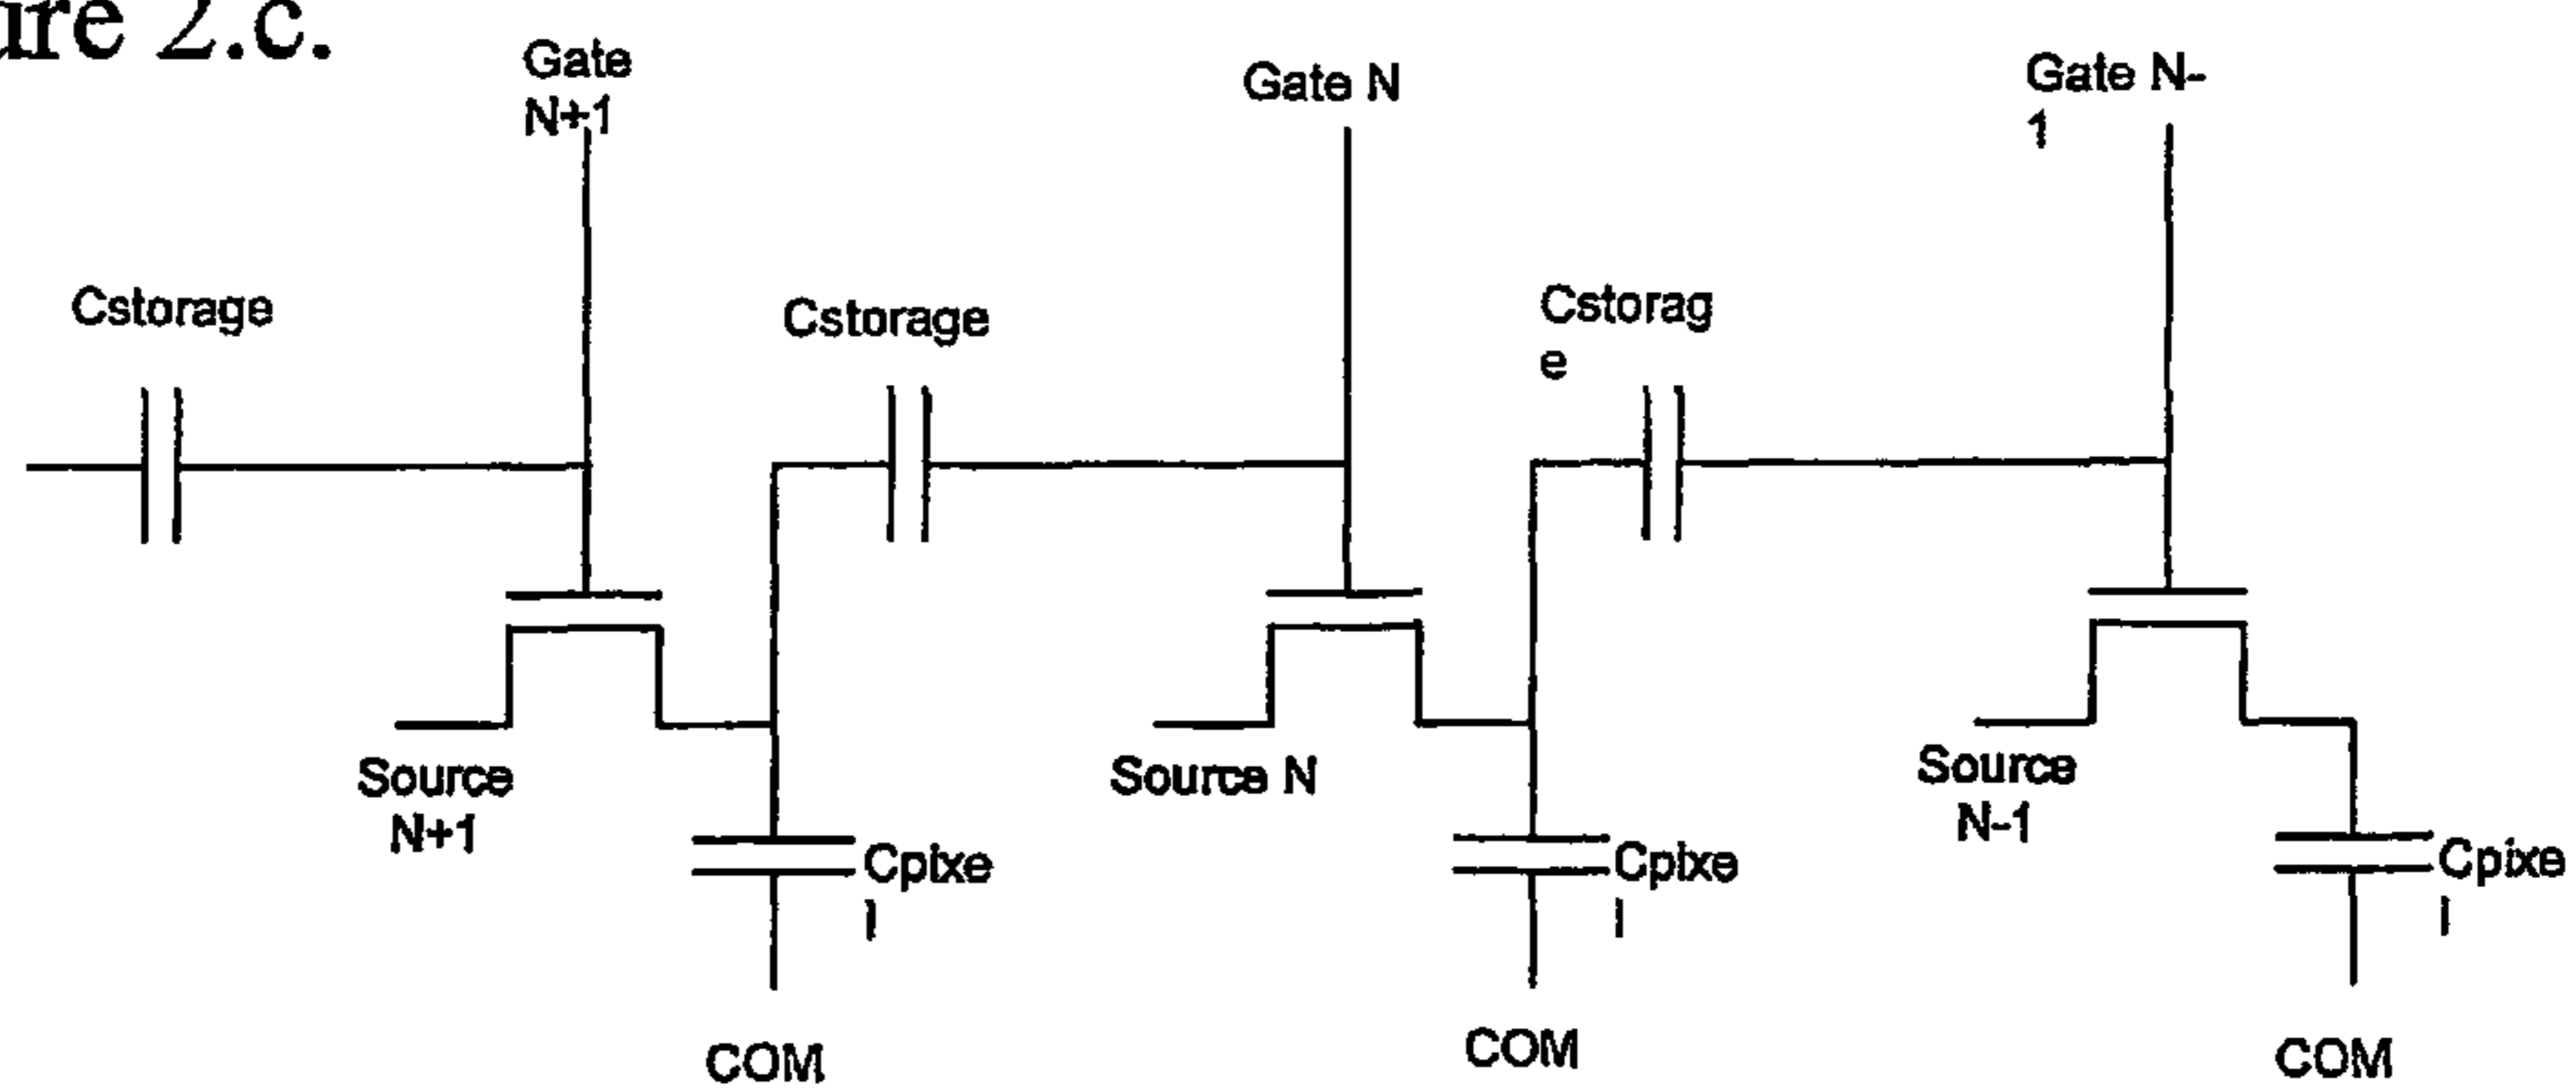 ure 2.c.
Gate
N+1
Gate N
Gate N-
1
Cstorage
Cstorage
Cstorag
e
Source
N+1
Source N
Source
N-1
Cpixe
l
Cpixe
l
Cpixe
l
COM
COM
COM